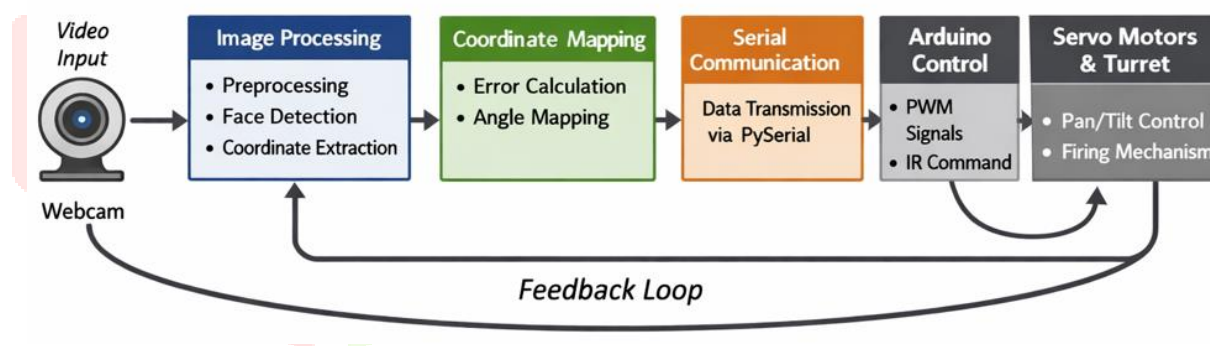 Video
Input
Webcam
Image Processing
• Preprocessing
• Face Detection
• Coordinate Extraction
Coordinate Mapping
• Error Calculation
• Angle Mapping
Serial
Communication
Data Transmission
via PySerial
Arduino
Control
• PWM
Signals
• IR Command
Servo Motors
& Turret
• Pan/Tilt Control
• Firing Mechanism
Feedback Loop